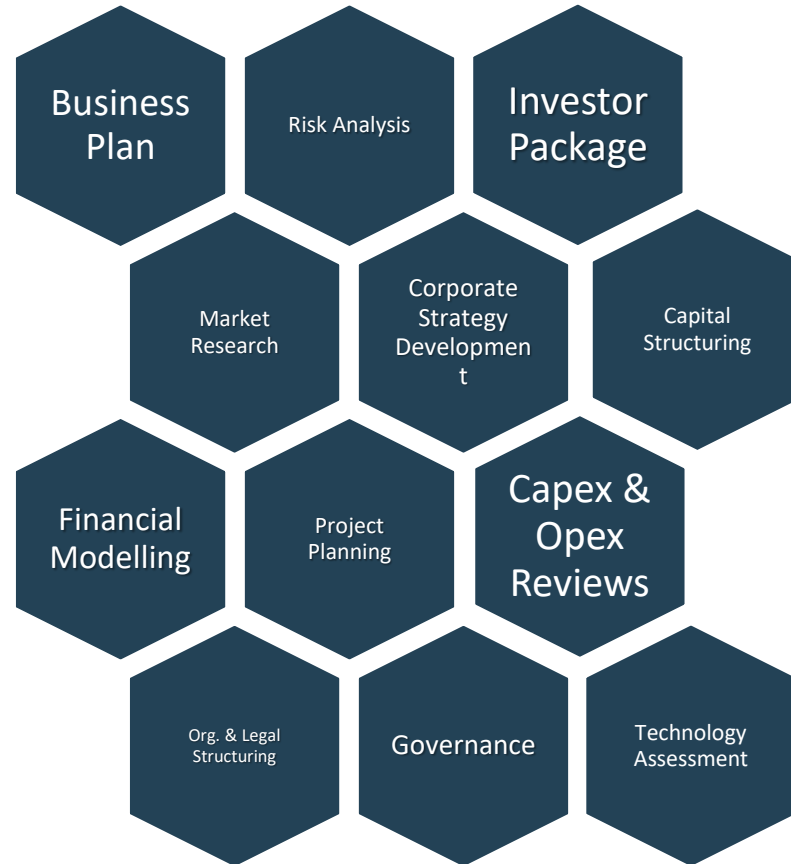 Business
Plan
Risk Analysis
Investor
Package
Market
Research
Corporate
Strategy
Developmen
t
Capital
Structuring
Financial
Modelling
Project
Planning
Capex &
Opex
Reviews
Org. & Legal
Structuring
Governance
Technology
Assessment